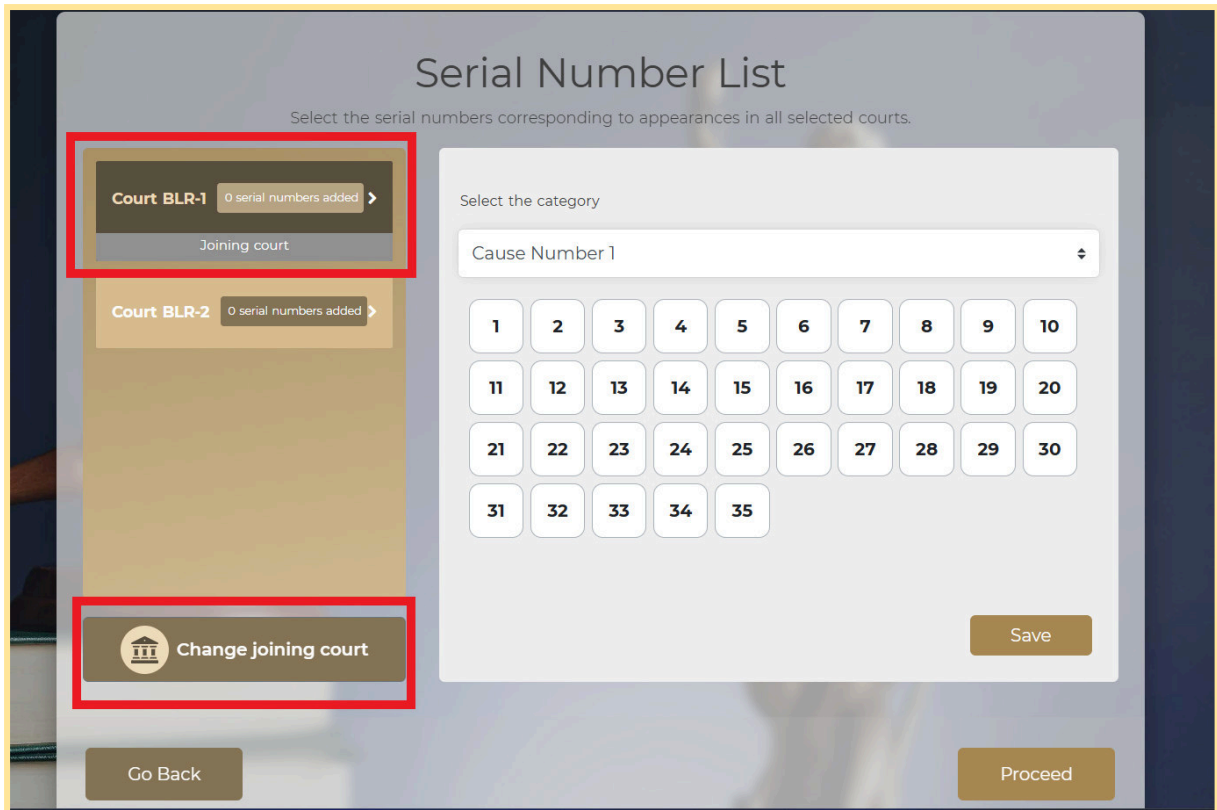 Serial Number List
Select the serial numbers corresponding to appearances in all selected courts.
Court BLR-1 0 serial numbers added
Joining court
Court BLR-2 0 serial numbers added
Change joining court
Select the category
Cause Number 1
1 2 3 4 5 6 7 8 9 10
11 12 13 14 15 16 17 18 19 20
21 22 23 24 25 26 27 28 29 30
31 32 33 34 35
Save
Go Back
Proceed